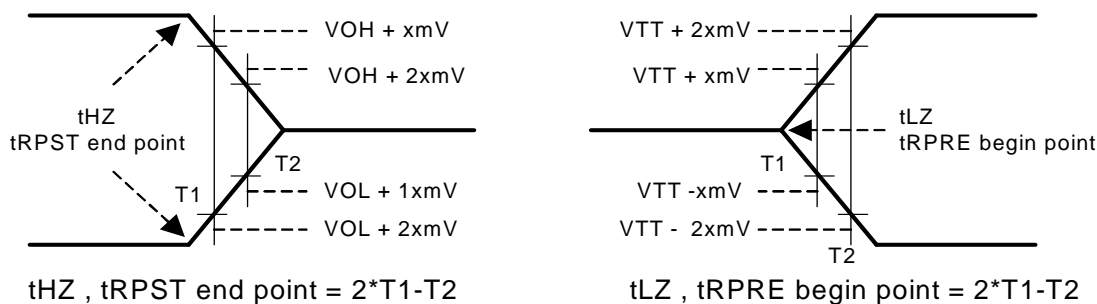 VOH + xmV
VOH + 2xmV
tHZ
tRPST end point
T1
T2
VOL + 1xmV
VOL + 2xmV
tHZ , tRPST end point = 2*T1-T2
VTT + 2xmV
VTT + xmV
tLZ
tRPRE begin point
T1
VTT -xmV
VTT - 2xmV
T2
tLZ , tRPRE begin point = 2*T1-T2